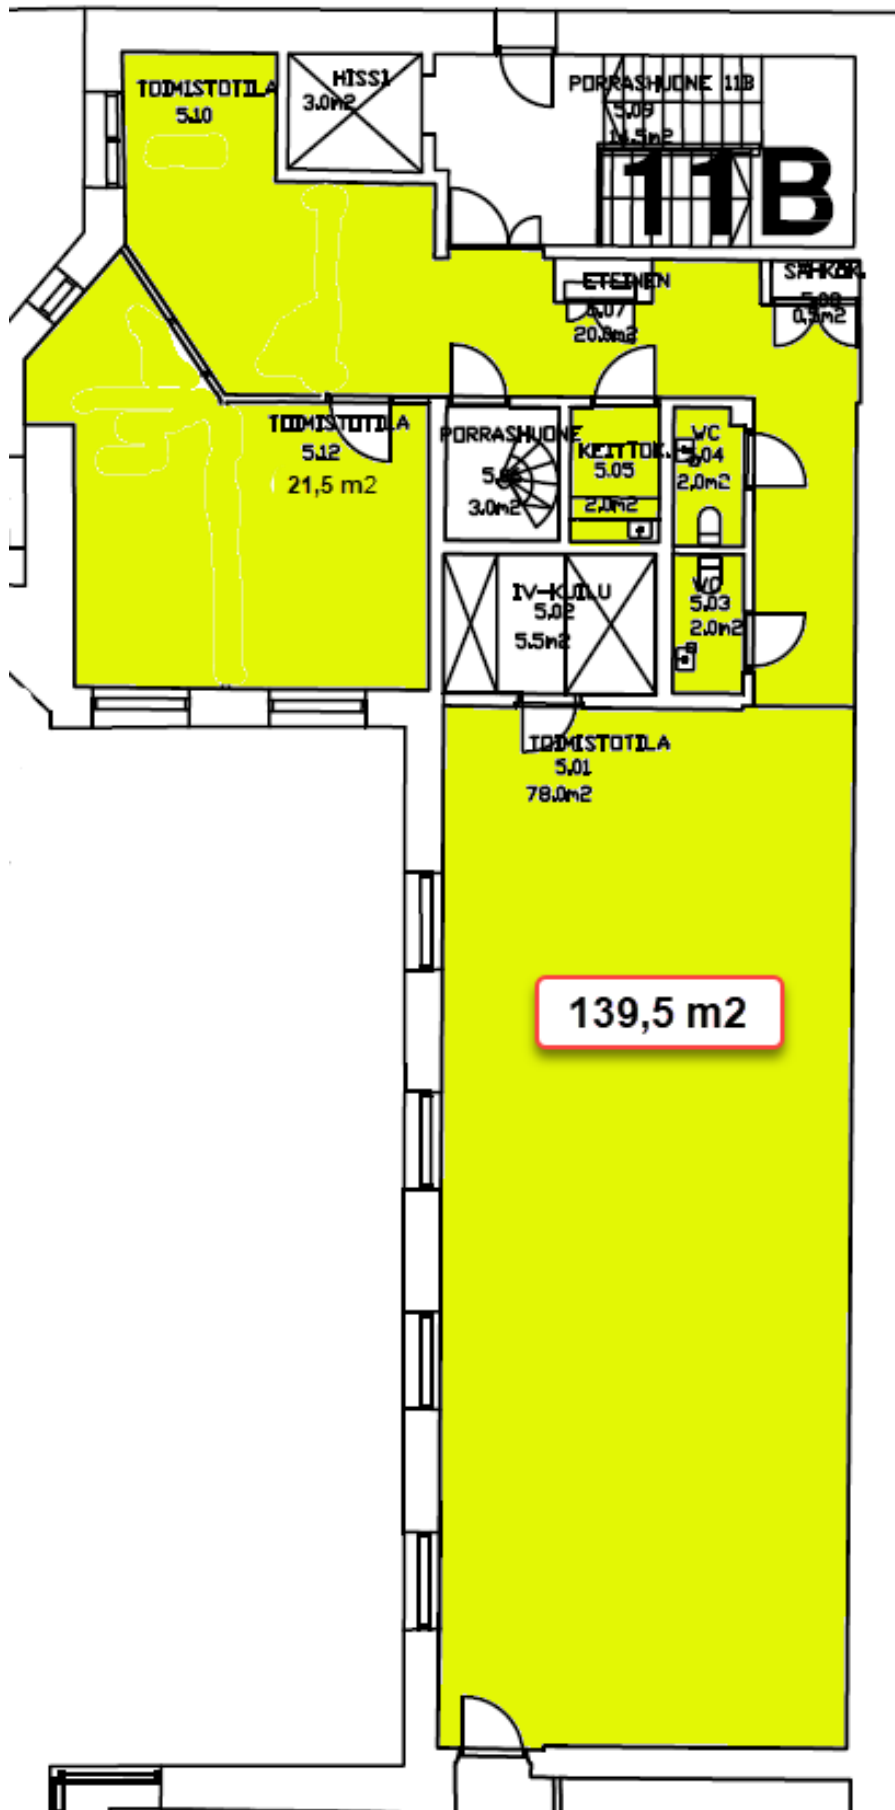 TOIMISTOTILA
5.10
HISSI
3.0m2
PORRASHUONE 11B
5.09
14.5m2
11B
ETEINEN
5.07
20.0m2
SÄHKÖK.
5.08
0.5m2
TOIMISTOTILA
5.12
21,5 m2
PORRASHUONE
3.0m2
KEITTOK.
5.05
2.0m2
WC
5.04
2.0m2
IV-KUILU
5.02
5.5m2
WC
5.03
2.0m2
TOIMISTOTILA
5.01
78.0m2
139,5 m2